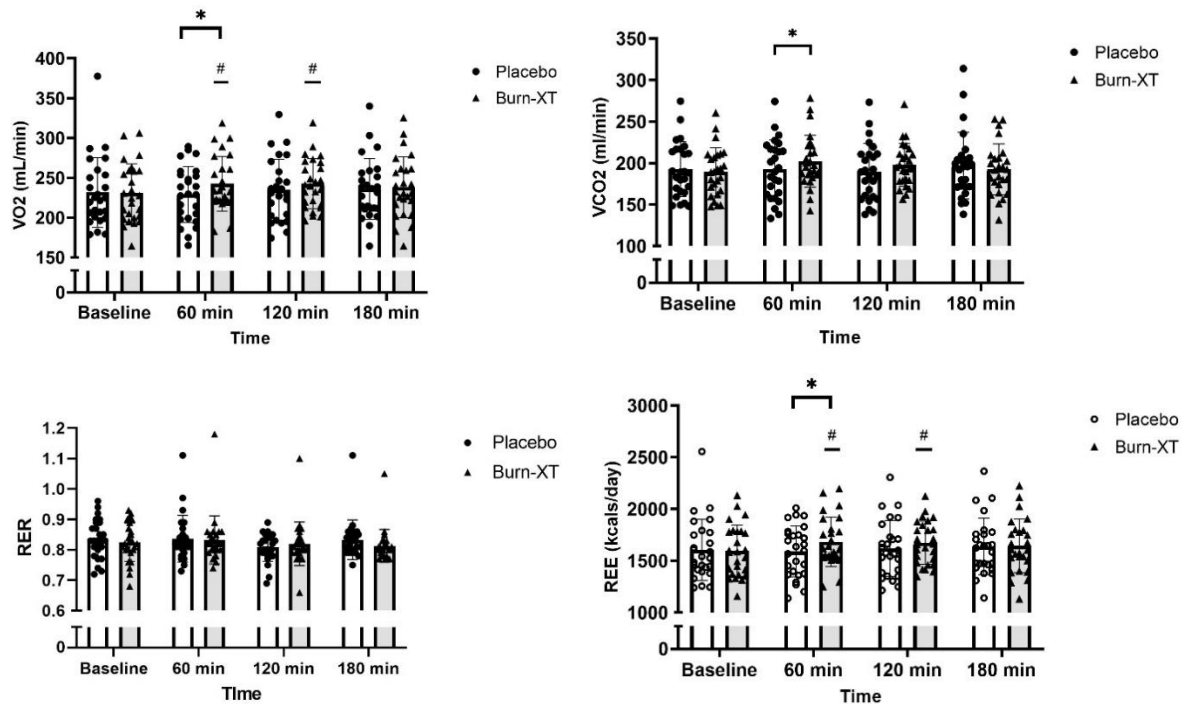 *
400
350
300
250
200
150
0
VO2 (mL/min)
#
#
Placebo
Burn-XT
Baseline
60 min
120 min
180 min
Time
*
350
300
250
200
150
100
0
VCO2 (ml/min)
Placebo
Burn-XT
Baseline
60 min
120 min
180 min
Time
1.2
1.1
1.0
0.9
0.8
0.7
0.6
0
RER
Placebo
Burn-XT
Baseline
60 min
120 min
180 min
TIme
*
3000
2500
2000
1500
1000
0
REE (kcals/day)
#
#
Placebo
Burn-XT
Baseline
60 min
120 min
180 min
Time